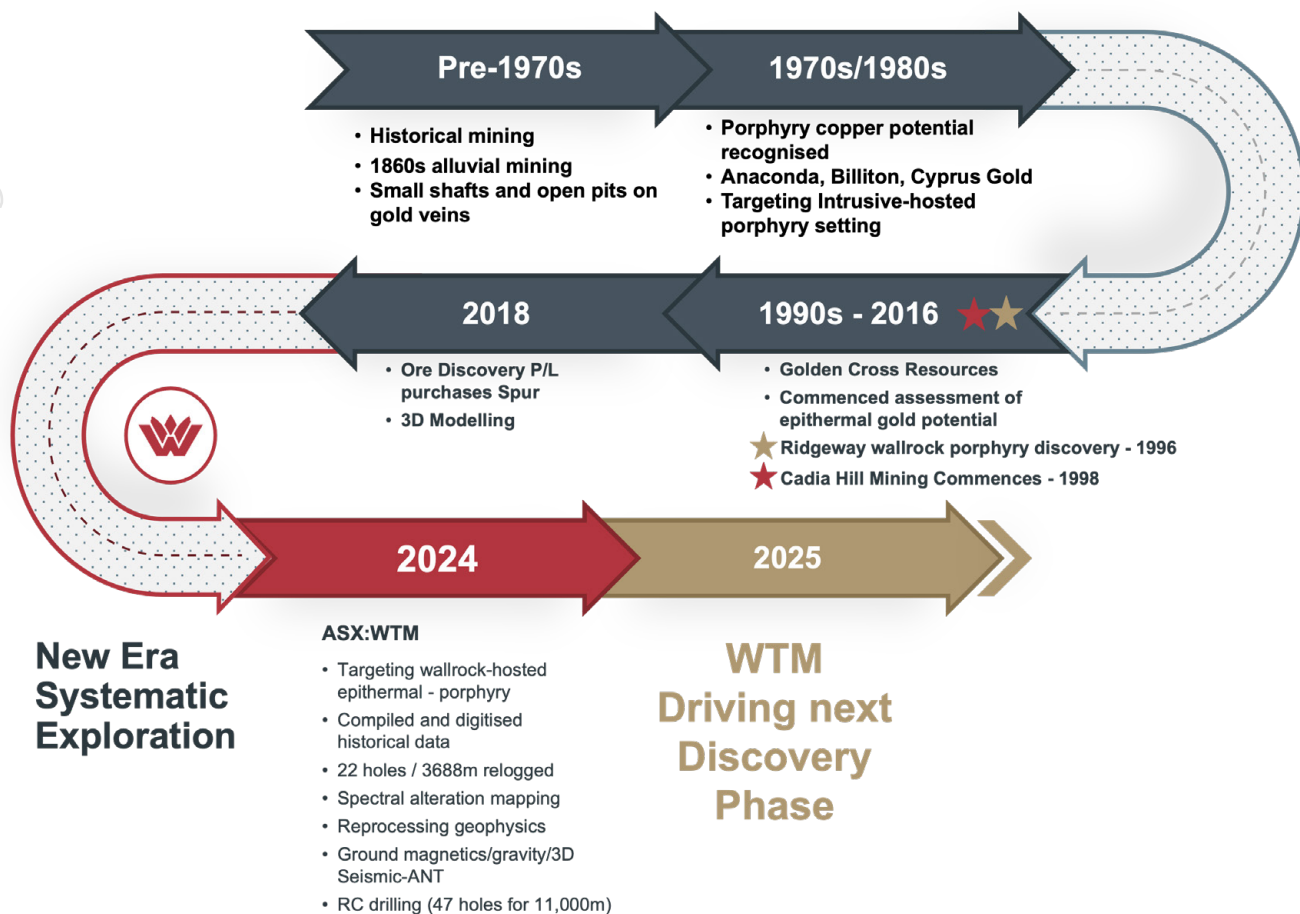 Pre-1970s
• Historical mining
• 1860s alluvial mining
• Small shafts and open pits on
gold veins
1970s/1980s
• Porphyry copper potential
recognised
• Anaconda, Billiton, Cyprus Gold
• Targeting Intrusive-hosted
porphyry setting
1990s - 2016
• Golden Cross Resources
• Commenced assessment of
epithermal gold potential
Ridgeway wallrock porphyry discovery - 1996
Cadia Hill Mining Commences - 1998
2018
• Ore Discovery P/L
purchases Spur
• 3D Modelling
New Era
Systematic
Exploration
2024
ASX:WTM
• Targeting wallrock-hosted
epithermal - porphyry
• Compiled and digitised
historical data
• 22 holes / 3688m relogged
• Spectral alteration mapping
• Reprocessing geophysics
• Ground magnetics/gravity/3D
Seismic-ANT
• RC drilling (47 holes for 11,000m)
2025
WTM
Driving next
Discovery
Phase